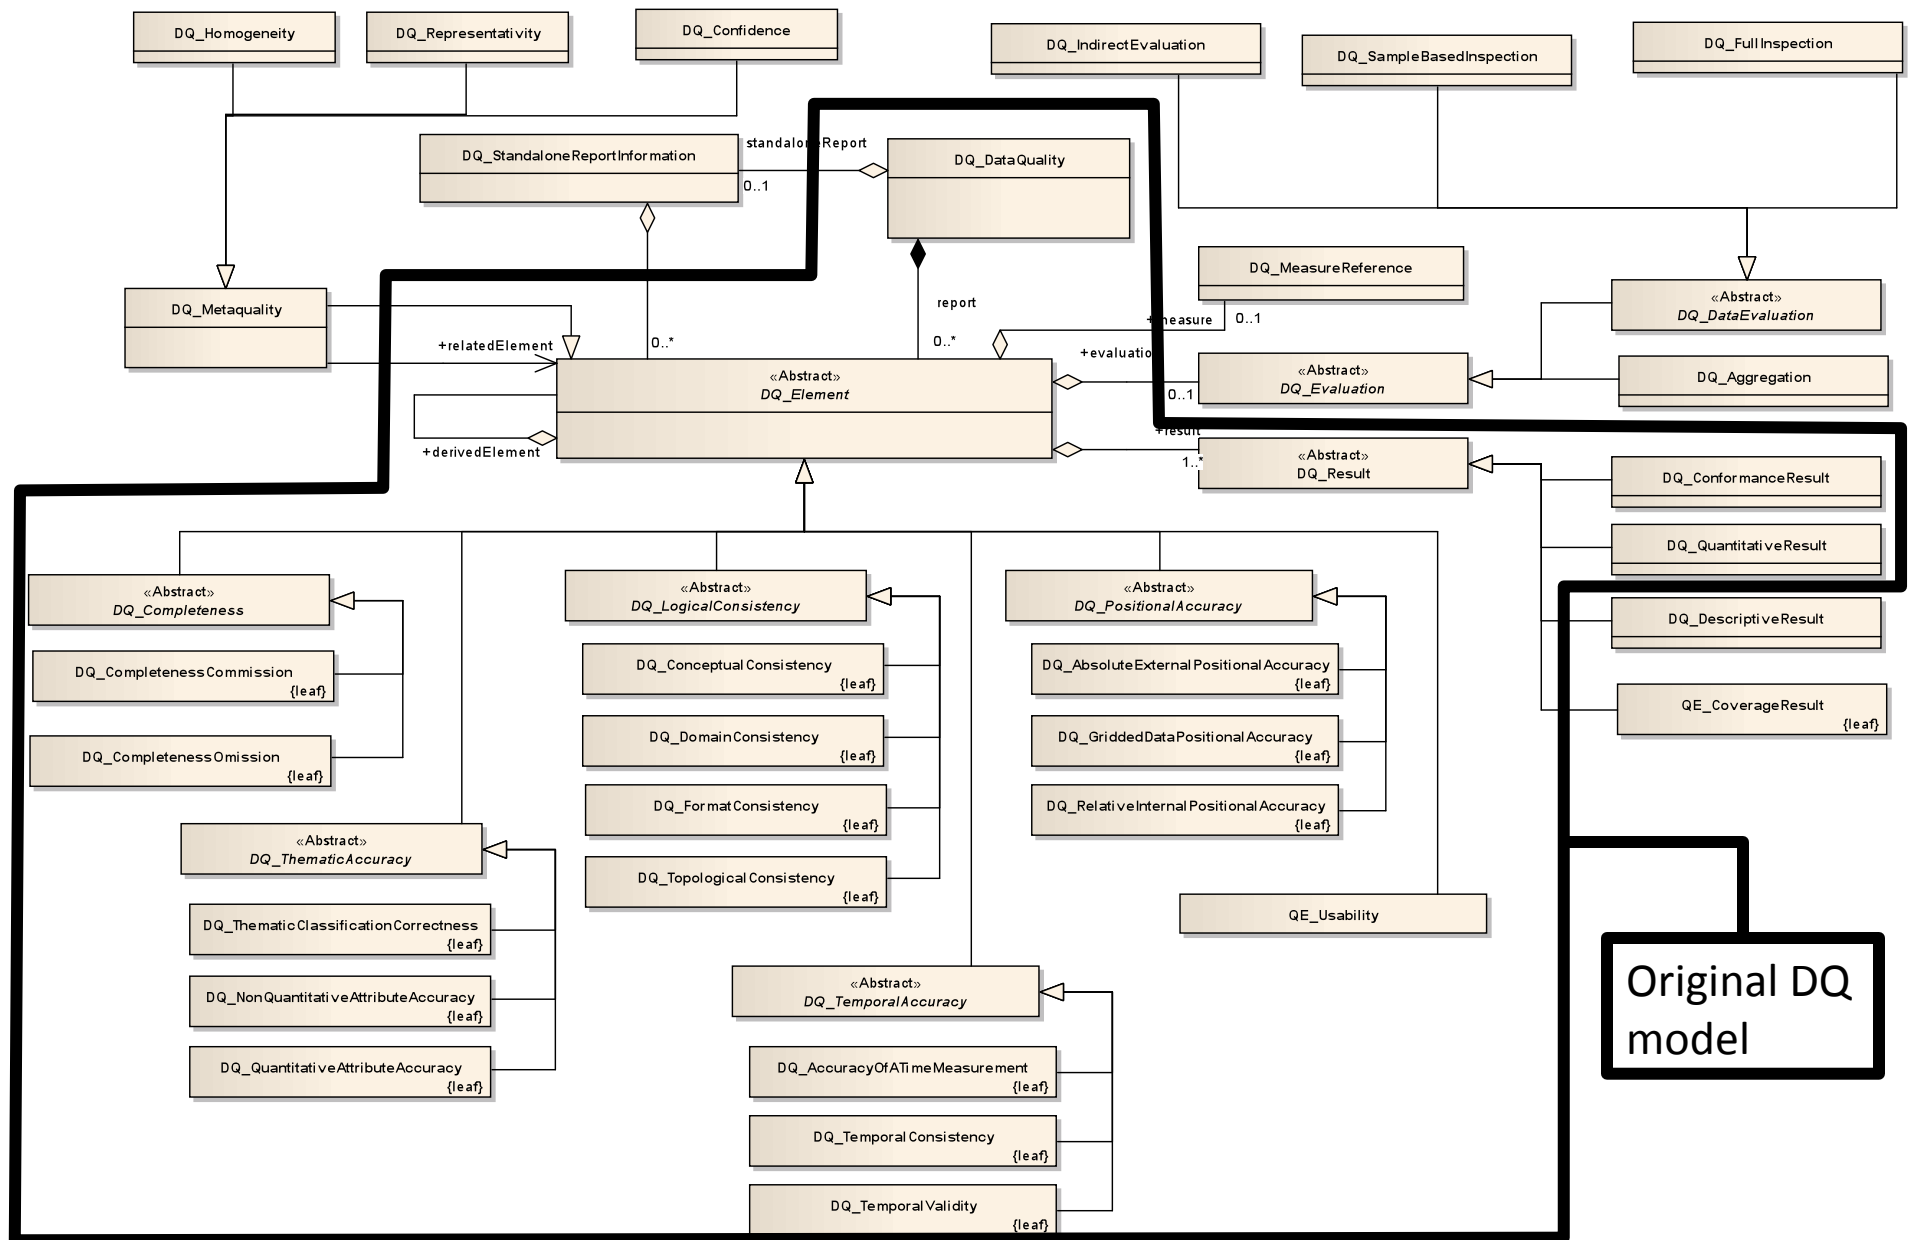 DQ_Homogeneity
DQ_Representativity
DQ_Confidence
DQ_IndirectEvaluation
DQ_SampleBasedInspection
DQ_FullInspection
DQ_StandaloneReportInformation
standaloneReport
0..1
DQ_DataQuality
DQ_Metaquality
+relatedElement
0..*
report
0..*
DQ_MeasureReference
+measure
0..1
«Abstract»
DQ_DataEvaluation
+evaluation
0..1
«Abstract»
DQ_Evaluation
DQ_Aggregation
«Abstract»
DQ_Element
+derivedElement
+result
1..*
«Abstract»
DQ_Result
DQ_ConformanceResult
DQ_QuantitativeResult
DQ_DescriptiveResult
QE_CoverageResult
{leaf}
«Abstract»
DQ_Completeness
DQ_CompletenessCommission
{leaf}
DQ_CompletenessOmission
{leaf}
«Abstract»
DQ_ThematicAccuracy
DQ_ThematicClassificationCorrectness
{leaf}
DQ_NonQuantitativeAttributeAccuracy
{leaf}
DQ_QuantitativeAttributeAccuracy
{leaf}
«Abstract»
DQ_LogicalConsistency
DQ_ConceptualConsistency
{leaf}
DQ_DomainConsistency
{leaf}
DQ_FormatConsistency
{leaf}
DQ_TopologicalConsistency
{leaf}
«Abstract»
DQ_TemporalAccuracy
DQ_AccuracyOfATimeMeasurement
{leaf}
DQ_TemporalConsistency
{leaf}
DQ_TemporalValidity
{leaf}
«Abstract»
DQ_PositionalAccuracy
DQ_AbsoluteExternalPositionalAccuracy
{leaf}
DQ_GriddedDataPositionalAccuracy
{leaf}
DQ_RelativeInternalPositionalAccuracy
{leaf}
QE_Usability
Original DQ
model